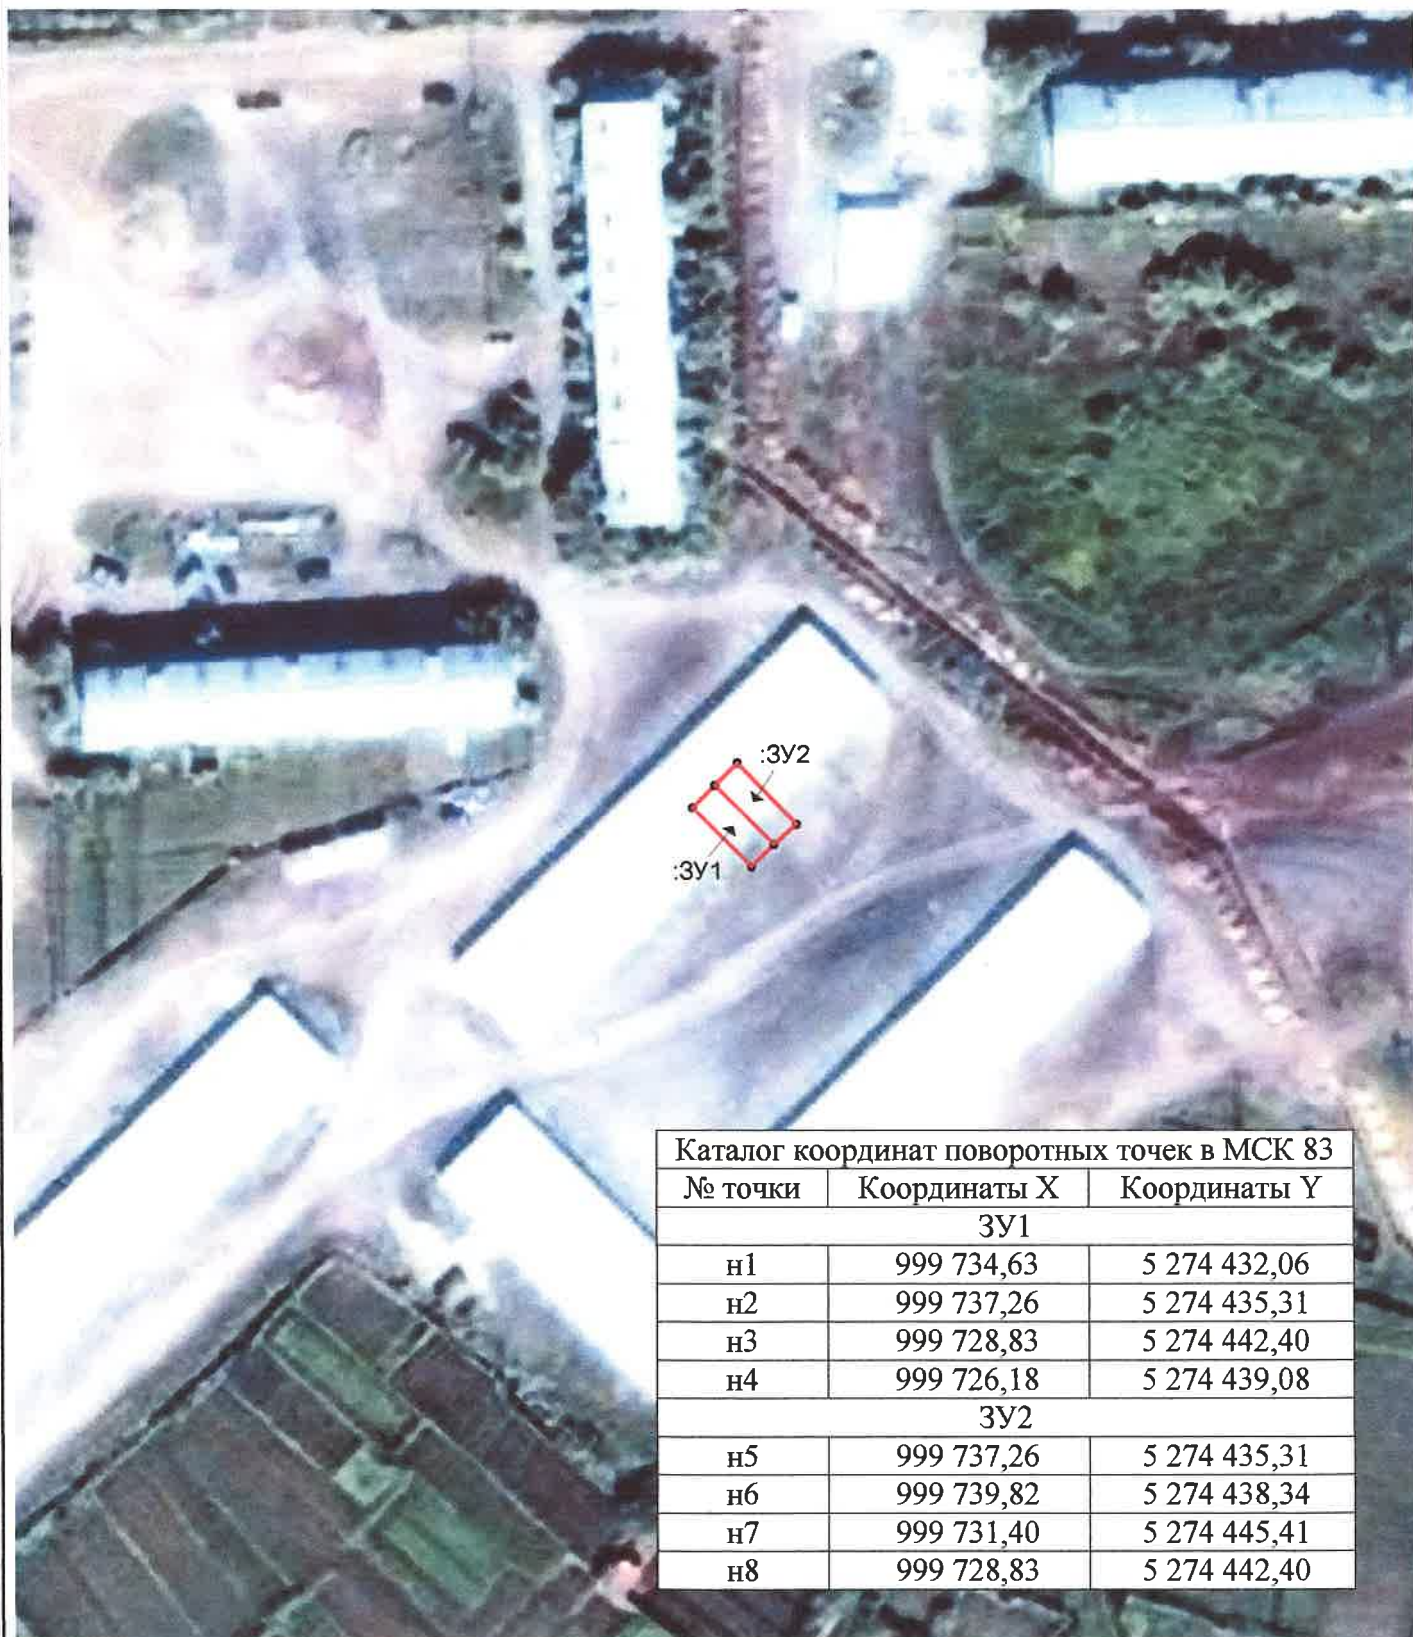 :ЗУ2
:ЗУ1
Каталог координат поворотных точек в МСК 83
№ точки Координаты X Координаты Y
ЗУ1
н1 999 734,63 5 274 432,06
н2 999 737,26 5 274 435,31
н3 999 728,83 5 274 442,40
н4 999 726,18 5 274 439,08
ЗУ2
н5 999 737,26 5 274 435,31
н6 999 739,82 5 274 438,34
н7 999 731,40 5 274 445,41
н8 999 728,83 5 274 442,40